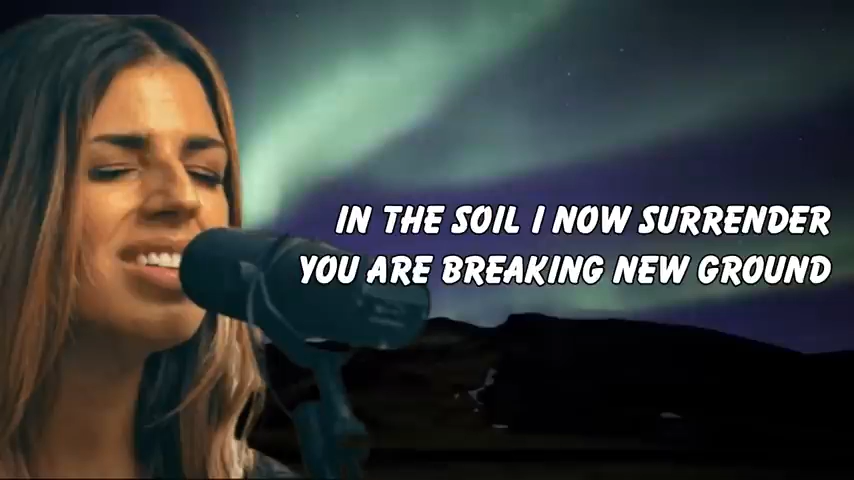 IN THE SOIL I NOW SURRENDER
YOU ARE BREAKING NEW GROUND